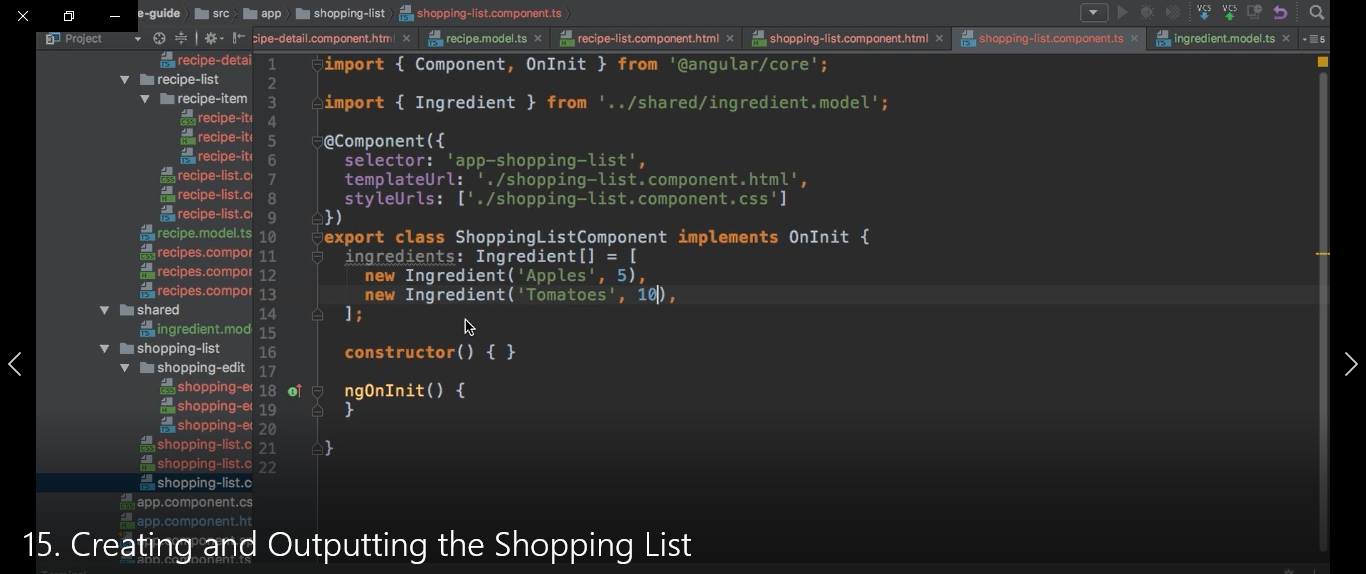 e-guide src app shopping-list shopping-list.component.ts
Project
cipe-detail.component.html recipe.model.ts recipe-list.component.html shopping-list.component.html shopping-list.component.ts ingredient.model.ts
recipe-detai
recipe-list
recipe-item
recipe-ite
recipe-ite
recipe-ite
recipe-list.co
recipe-list.co
recipe-list.co
recipe.model.ts
recipes.compor
recipes.compor
recipes.compor
shared
ingredient.mod
shopping-list
shopping-edit
shopping-ed
shopping-ed
shopping-ed
shopping-list.c
shopping-list.c
shopping-list.c
app.component.cs
app.component.ht
app.component.ts
1 import { Component, OnInit } from '@angular/core';
2
3 import { Ingredient } from '../shared/ingredient.model';
4
5 @Component({
6 selector: 'app-shopping-list',
7 templateUrl: './shopping-list.component.html',
8 styleUrls: ['./shopping-list.component.css']
9 })
10 export class ShoppingListComponent implements OnInit {
11 ingredients: Ingredient[] = [
12 new Ingredient('Apples', 5),
13 new Ingredient('Tomatoes', 10),
14 ];
15
16 constructor() { }
17
18 ngOnInit() {
19 }
20
21 }
22
VCS VCS
15. Creating and Outputting the Shopping List